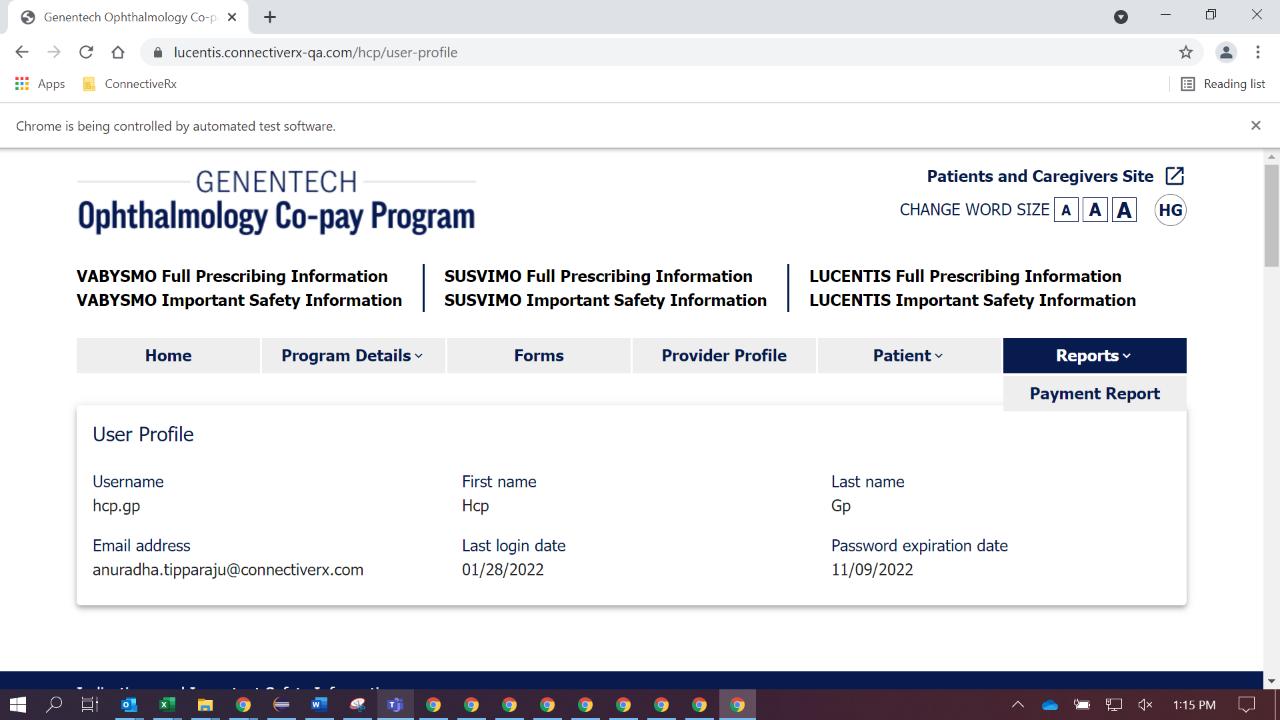 Genentech Ophthalmology Co-p
lucentis.connectiverx-qa.com/hcp/user-profile
Apps
ConnectiveRx
Reading list
Chrome is being controlled by automated test software.
GENENTECH
Ophthalmology Co-pay Program
Patients and Caregivers Site
CHANGE WORD SIZE A A A HG
VABYSMO Full Prescribing Information
VABYSMO Important Safety Information
SUSVIMO Full Prescribing Information
SUSVIMO Important Safety Information
LUCENTIS Full Prescribing Information
LUCENTIS Important Safety Information
Home Program Details Forms Provider Profile Patient Reports
Payment Report
User Profile
Username First name Last name
hcp.gp Hcp Gp
Email address Last login date Password expiration date
anuradha.tipparaju@connectiverx.com 01/28/2022 11/09/2022
1:15 PM